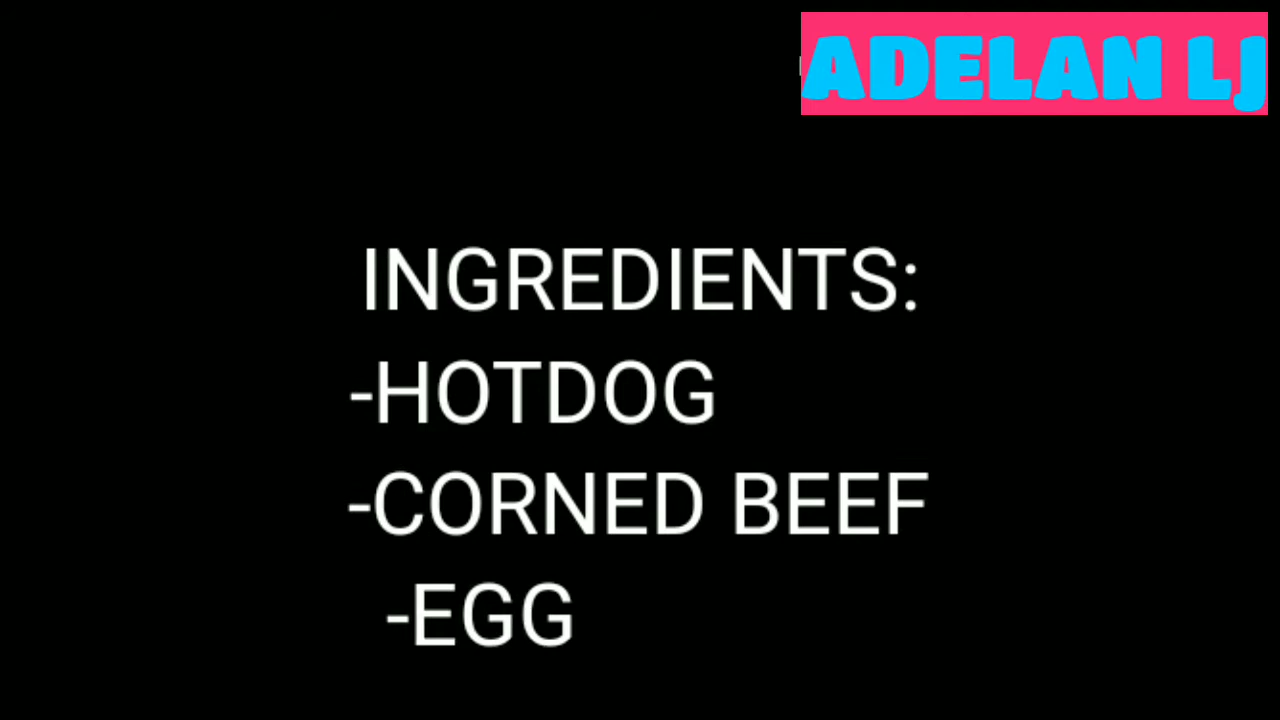 ADELAN LJ
INGREDIENTS:
-HOTDOG
-CORNED BEEF
-EGG